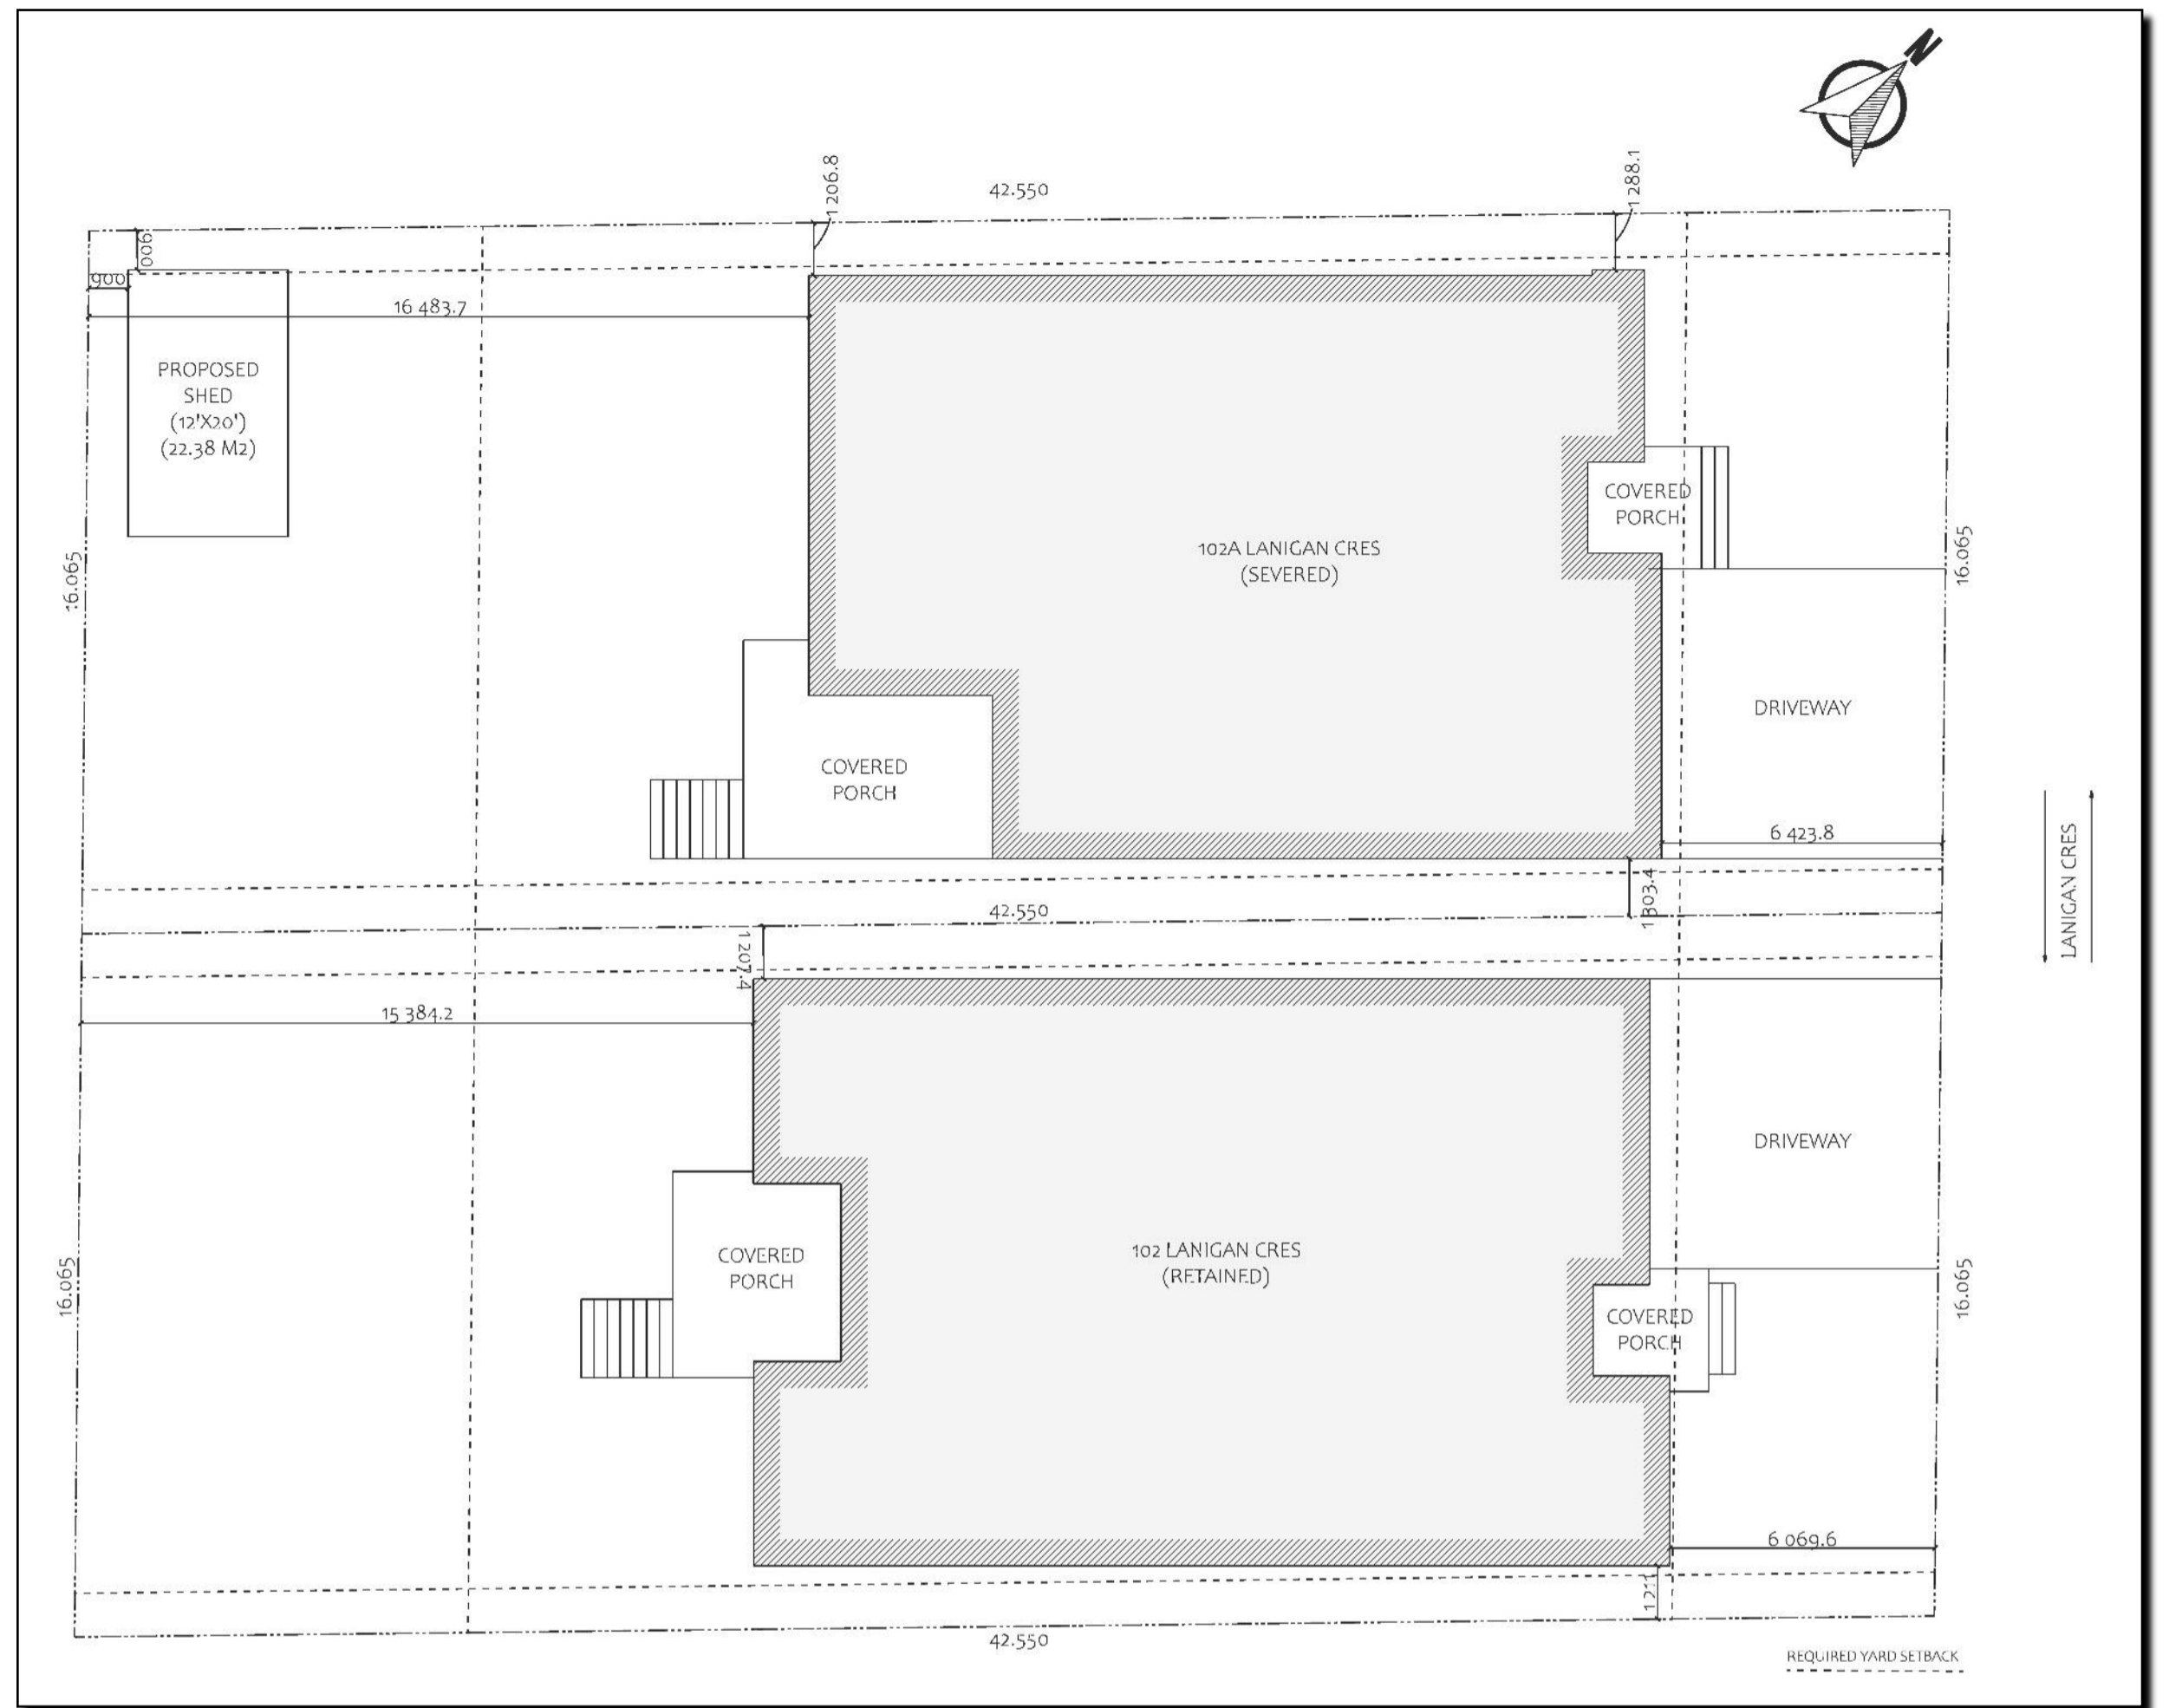 N
1 206.8
42.550
1 288.1
900
900
16 483.7
PROPOSED
SHED
(12'X20')
(22.38 M2)
COVERED
PORCH
102A LANIGAN CRES
(SEVERED)
16.065
16.065
DRIVEWAY
COVERED
PORCH
6 423.8
LANIGAN CRES
1 303.4
42.550
1 207.4
15 384.2
DRIVEWAY
COVERED
PORCH
102 LANIGAN CRES
(RETAINED)
16.065
16.065
COVERED
PORCH
6 069.6
1 211
42.550
REQUIRED YARD SETBACK